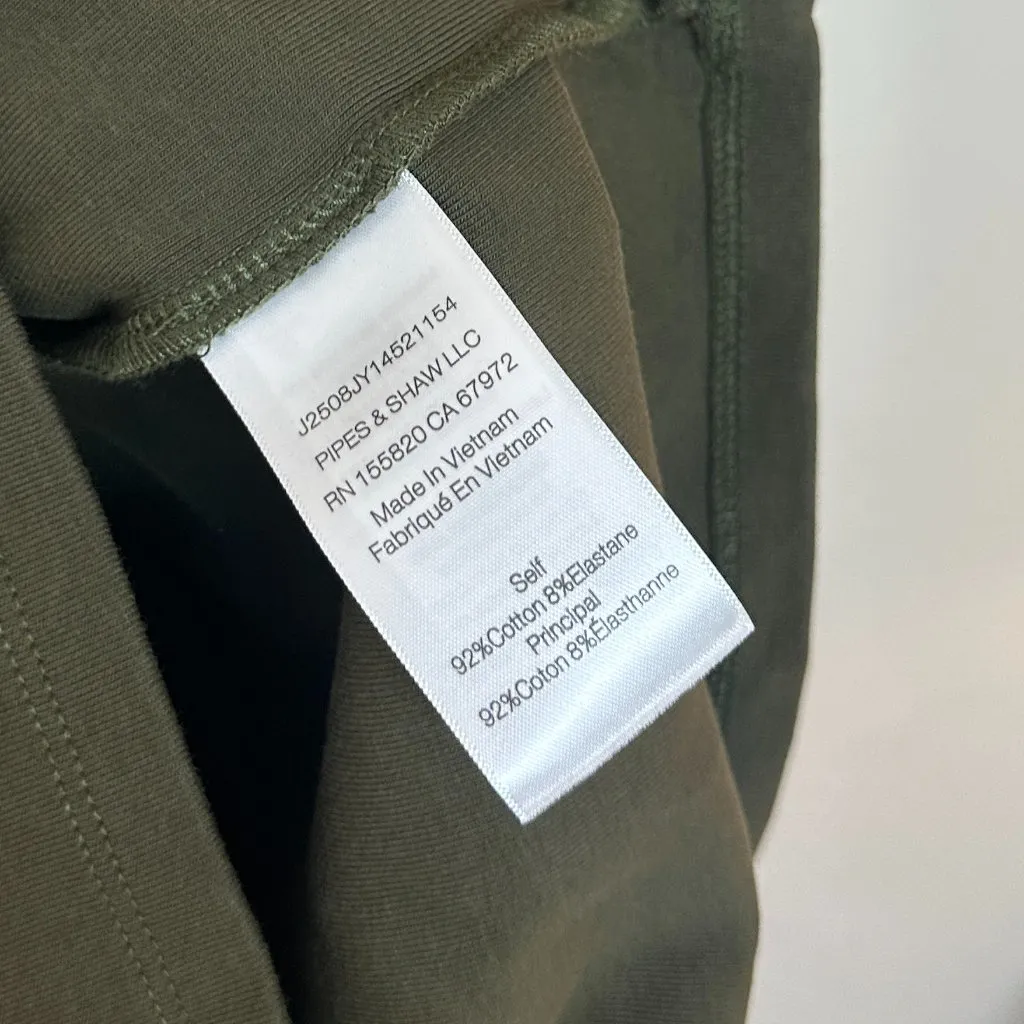 J2508JY14521154
PIPES & SHAW LLC
RN 155820 CA 67972
Made In Vietnam
Fabriqué En VIetnam
Self
92%Cotton 8%Elastane
Principal
92%Coton 8%Élasthanne